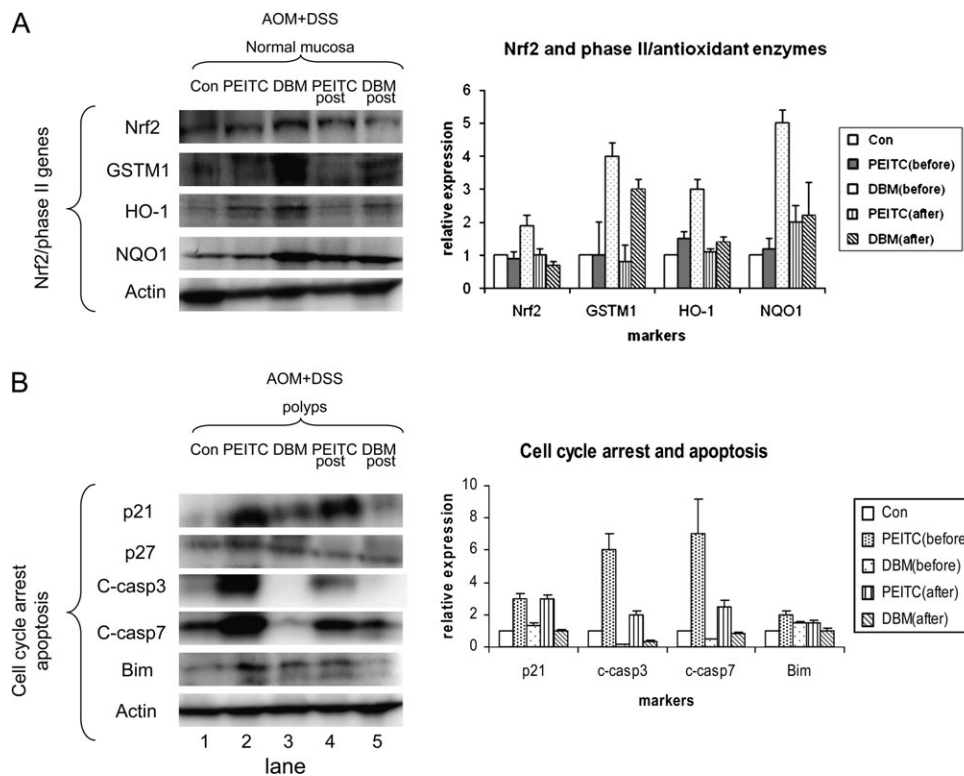 A
AOM+DSS
Normal mucosa
Con PEITC DBM PEITC post DBM post
Nrf2/phase II genes
Nrf2
GSTM1
HO-1
NQO1
Actin
Nrf2 and phase II/antioxidant enzymes
relative expression
6
5
4
3
2
1
0
Nrf2 GSTM1 HO-1 NQO1
markers
Con
PEITC(before)
DBM(before)
PEITC(after)
DBM(after)
B
AOM+DSS
polyps
Con PEITC DBM PEITC post DBM post
Cell cycle arrest apoptosis
p21
p27
C-casp3
C-casp7
Bim
Actin
1 2 3 4 5
lane
Cell cycle arrest and apoptosis
relative expression
10
8
6
4
2
0
p21 c-casp3 c-casp7 Bim
markers
Con
PEITC(before
DBM(before)
PEITC(after)
DBM(after)